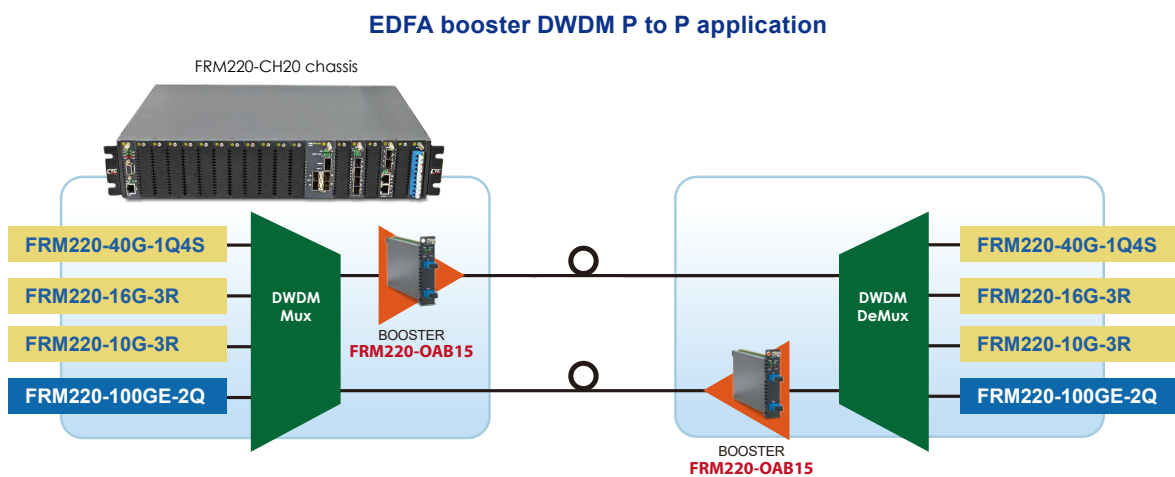 EDFA booster DWDM P to P application
FRM220-CH20 chassis
CTC
CTC
FRM220-40G-1Q4S
FRM220-16G-3R
FRM220-10G-3R
FRM220-100GE-2Q
DWDM
Mux
BOOSTER
FRM220-OAB15
BOOSTER
FRM220-OAB15
DWDM
DeMux
FRM220-40G-1Q4S
FRM220-16G-3R
FRM220-10G-3R
FRM220-100GE-2Q